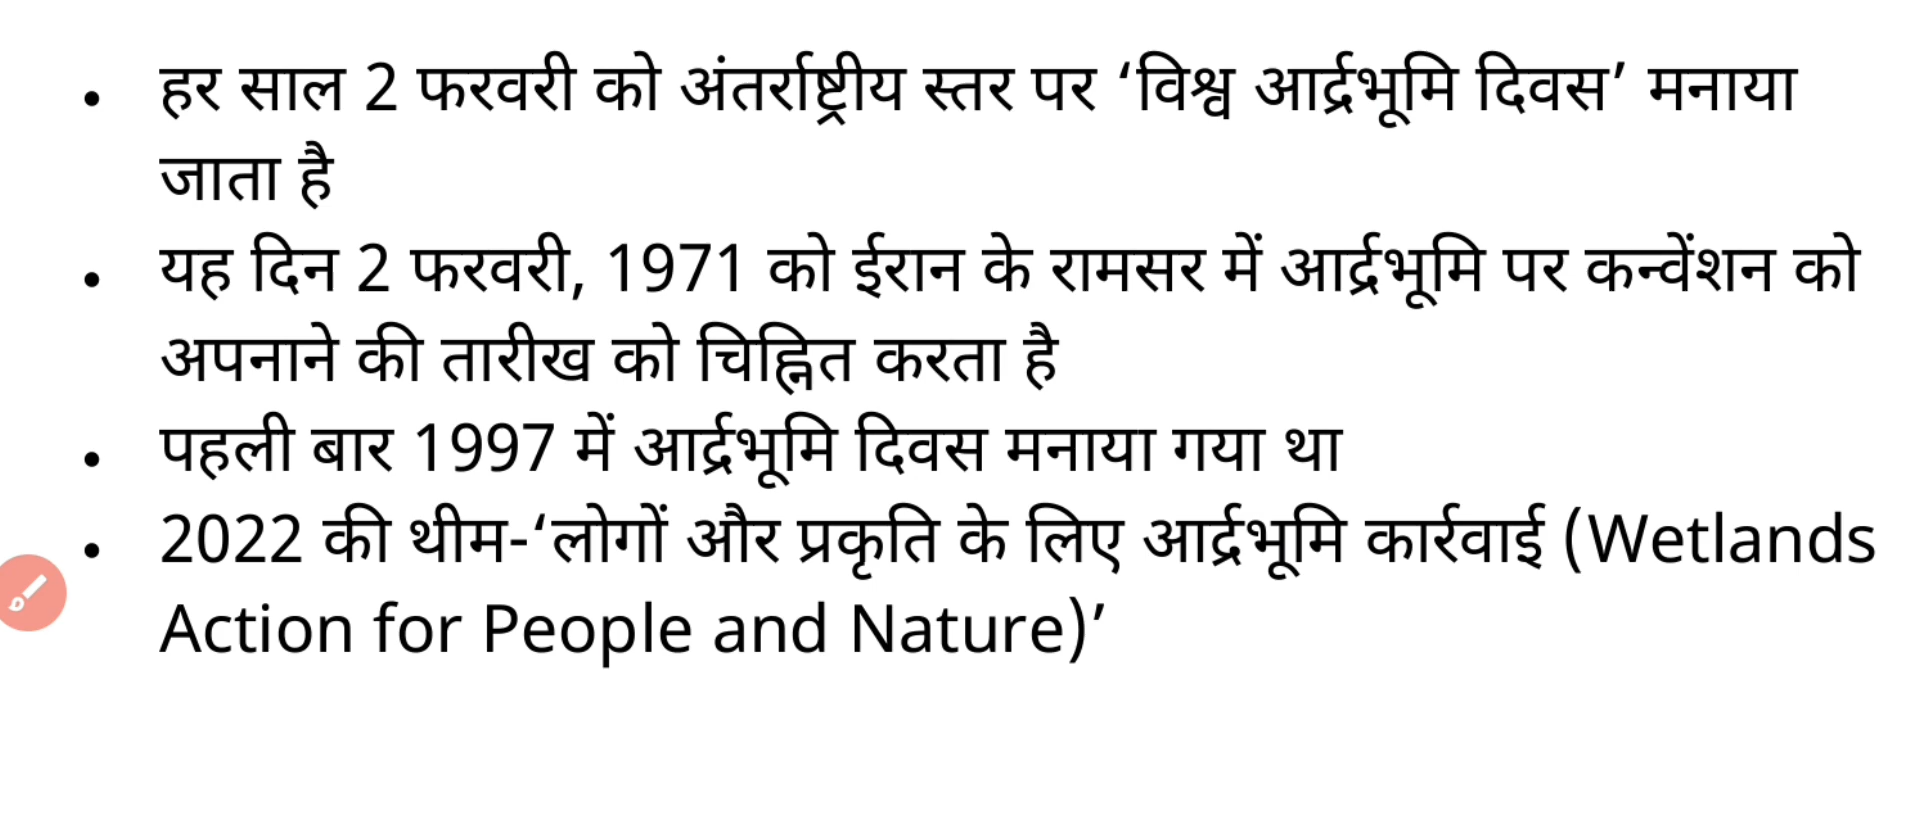 • हर साल 2 फरवरी को अंतर्राष्ट्रीय स्तर पर ‘विश्व आर्द्रभूमि दिवस’ मनाया
जाता है
• यह दिन 2 फरवरी, 1971 को ईरान के रामसर में आर्द्रभूमि पर कन्वेंशन को
अपनाने की तारीख को चिह्नित करता है
• पहली बार 1997 में आर्द्रभूमि दिवस मनाया गया था
• 2022 की थीम-‘लोगों और प्रकृति के लिए आर्द्रभूमि कार्रवाई (Wetlands
Action for People and Nature)’